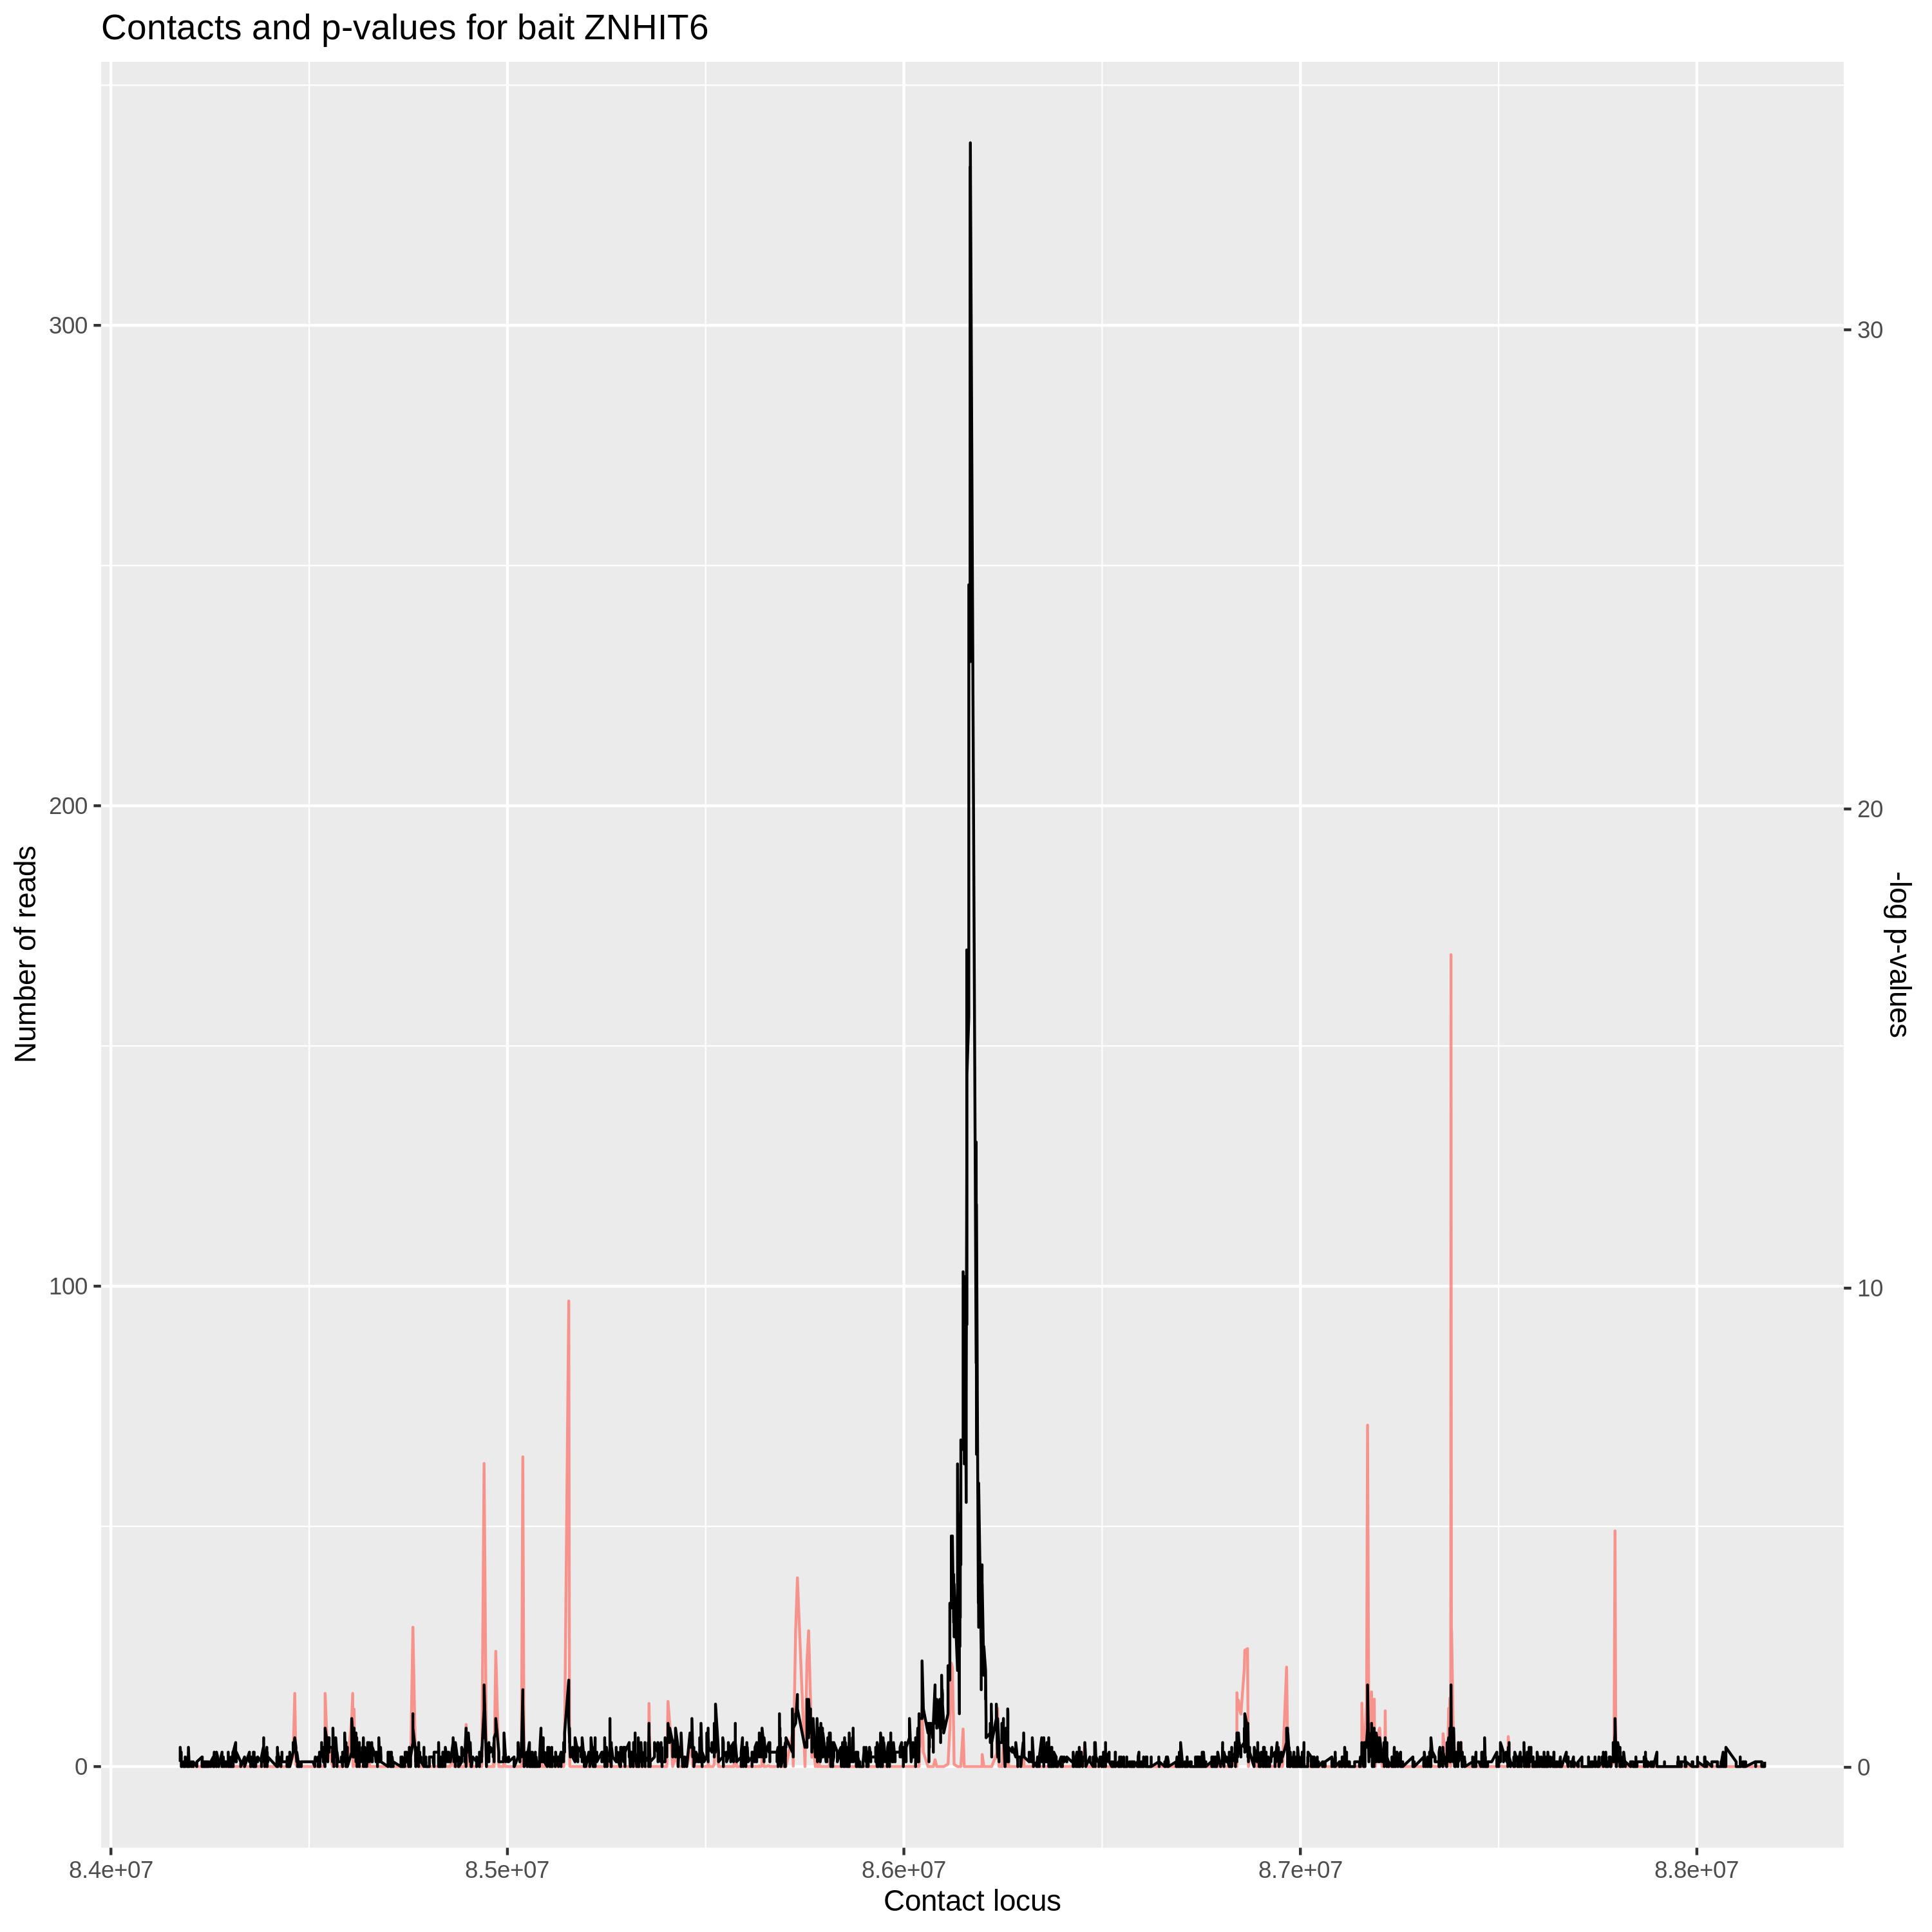 Contacts and p-values for bait ZNHIT6
300
200
100
0
Number of reads
30
20
10
0
-log p-values
8.4e+07
8.5e+07
8.6e+07
8.7e+07
8.8e+07
Contact locus